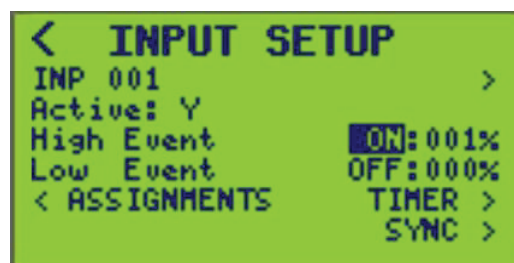 < INPUT SETUP
INP 001 >
Active: Y
High Event ON:001%
Low Event OFF:000%
< ASSIGNMENTS TIMER >
SYNC >